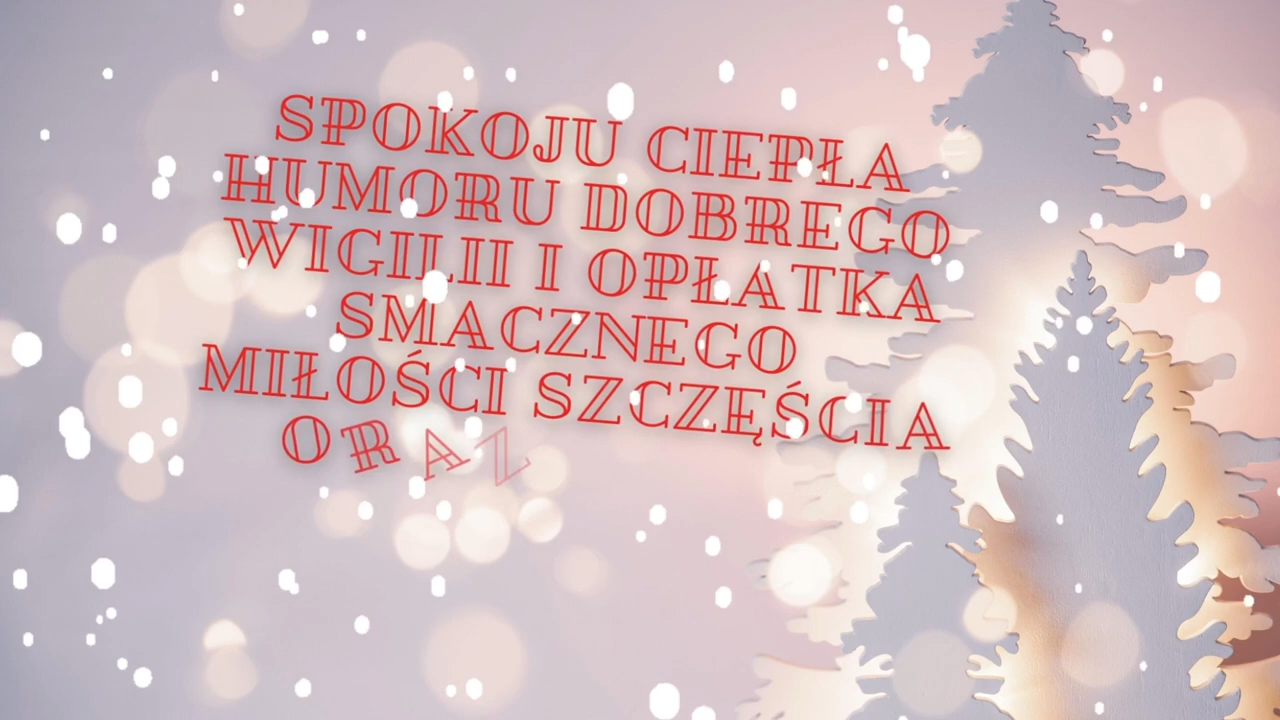 SPOKOJU CIEPŁA
HUMORU DOBREGO
WIGILII I OPŁATKA
SMACZNEGO
MIŁOŚCI SZCZĘŚCIA
ORAZ